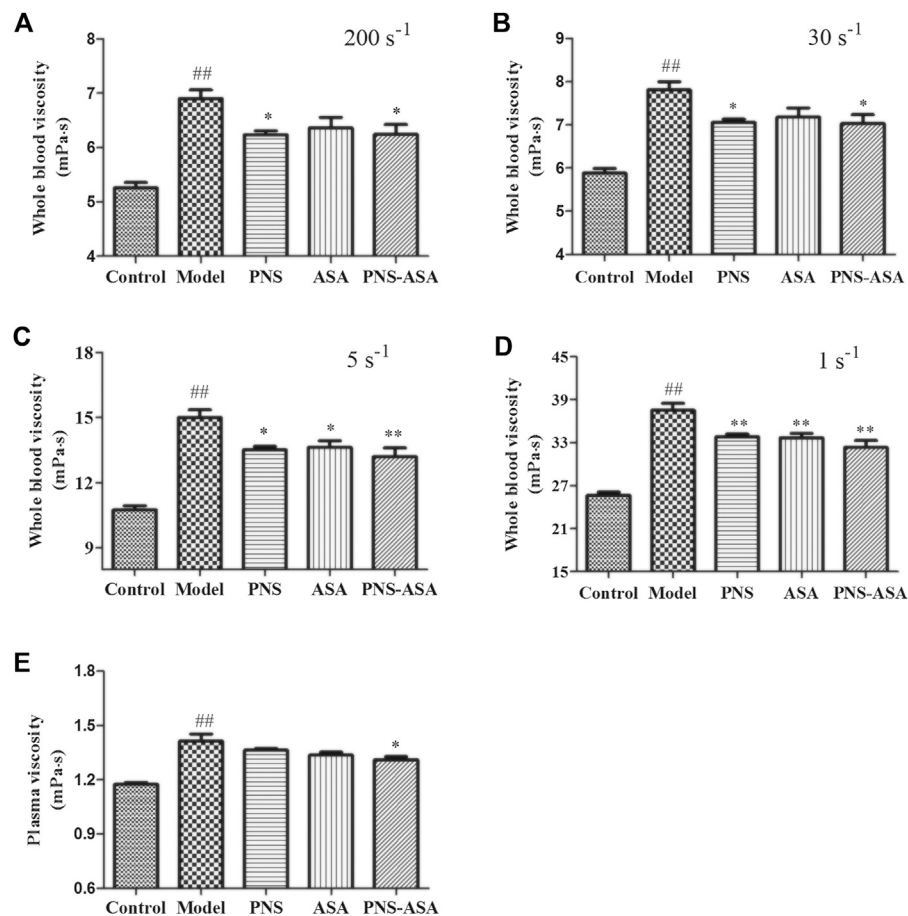 A
200 s-1
Whole blood viscosity
(mPa·s)
8
7
6
5
4
##
*
*
Control Model PNS ASA PNS-ASA
B
30 s-1
Whole blood viscosity
(mPa·s)
9
8
7
6
5
4
##
*
*
Control Model PNS ASA PNS-ASA
C
5 s-1
Whole blood viscosity
(mPa·s)
18
15
12
9
##
*
*
**
Control Model PNS ASA PNS-ASA
D
1 s-1
Whole blood viscosity
(mPa·s)
45
39
33
27
21
15
##
**
**
**
Control Model PNS ASA PNS-ASA
E
Plasma viscosity
(mPa·s)
1.8
1.5
1.2
0.9
0.6
##
*
Control Model PNS ASA PNS-ASA